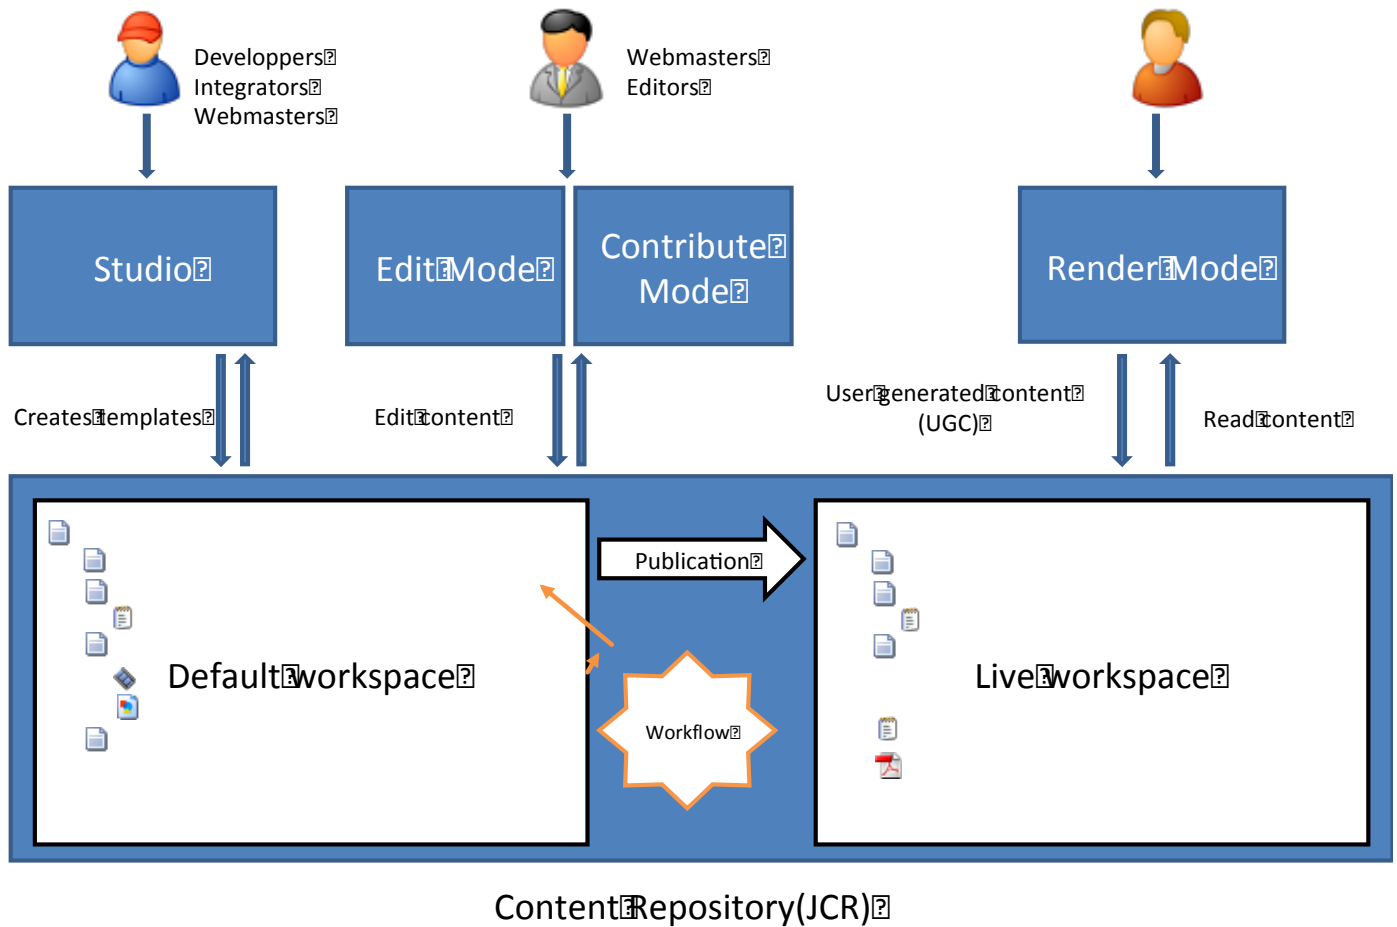 Developpers
Integrators
Webmasters
Webmasters
Editors
Studio
Edit Mode
Contribute
Mode
Render Mode
Creates templates
Edit content
User generated content
(UGC)
Read content
Publication
Default workspace
Workflow
Live workspace
Content Repository(JCR)